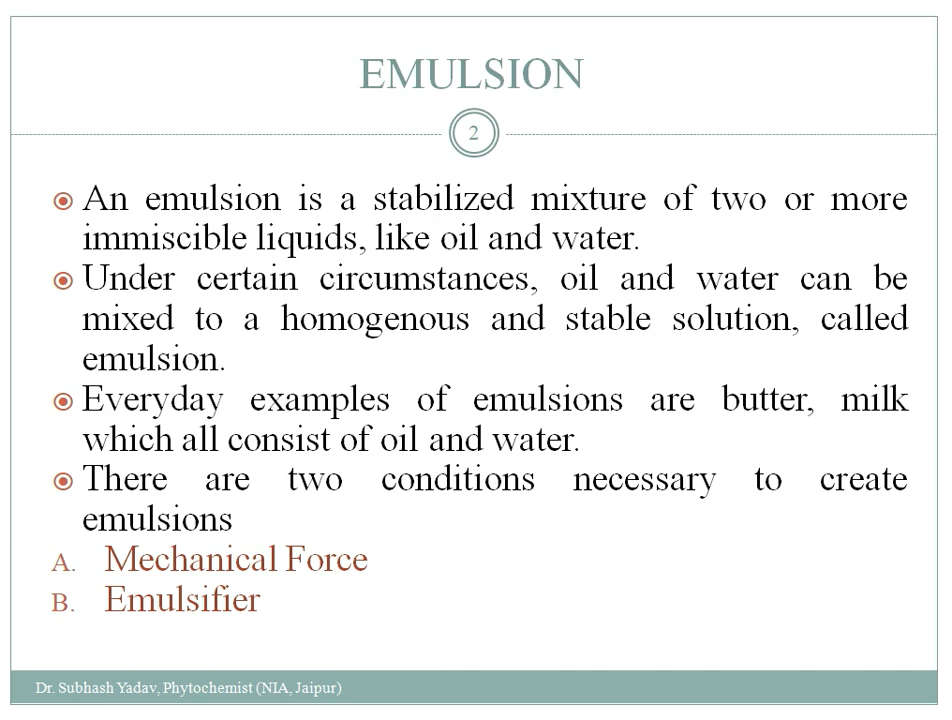 EMULSION
2
An emulsion is a stabilized mixture of two or more
immiscible liquids, like oil and water.
Under certain circumstances, oil and water can be
mixed to a homogenous and stable solution, called
emulsion.
Everyday examples of emulsions are butter, milk
which all consist of oil and water.
There are two conditions necessary to create
emulsions
A. Mechanical Force
B. Emulsifier
Dr. Subhash Yadav, Phytochemist (NIA, Jaipur)